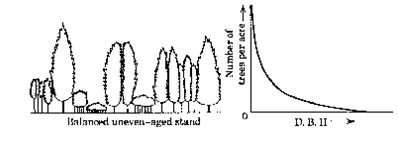 Balanced uneven-aged stand
Number of
trees per acre
0
D. B. H